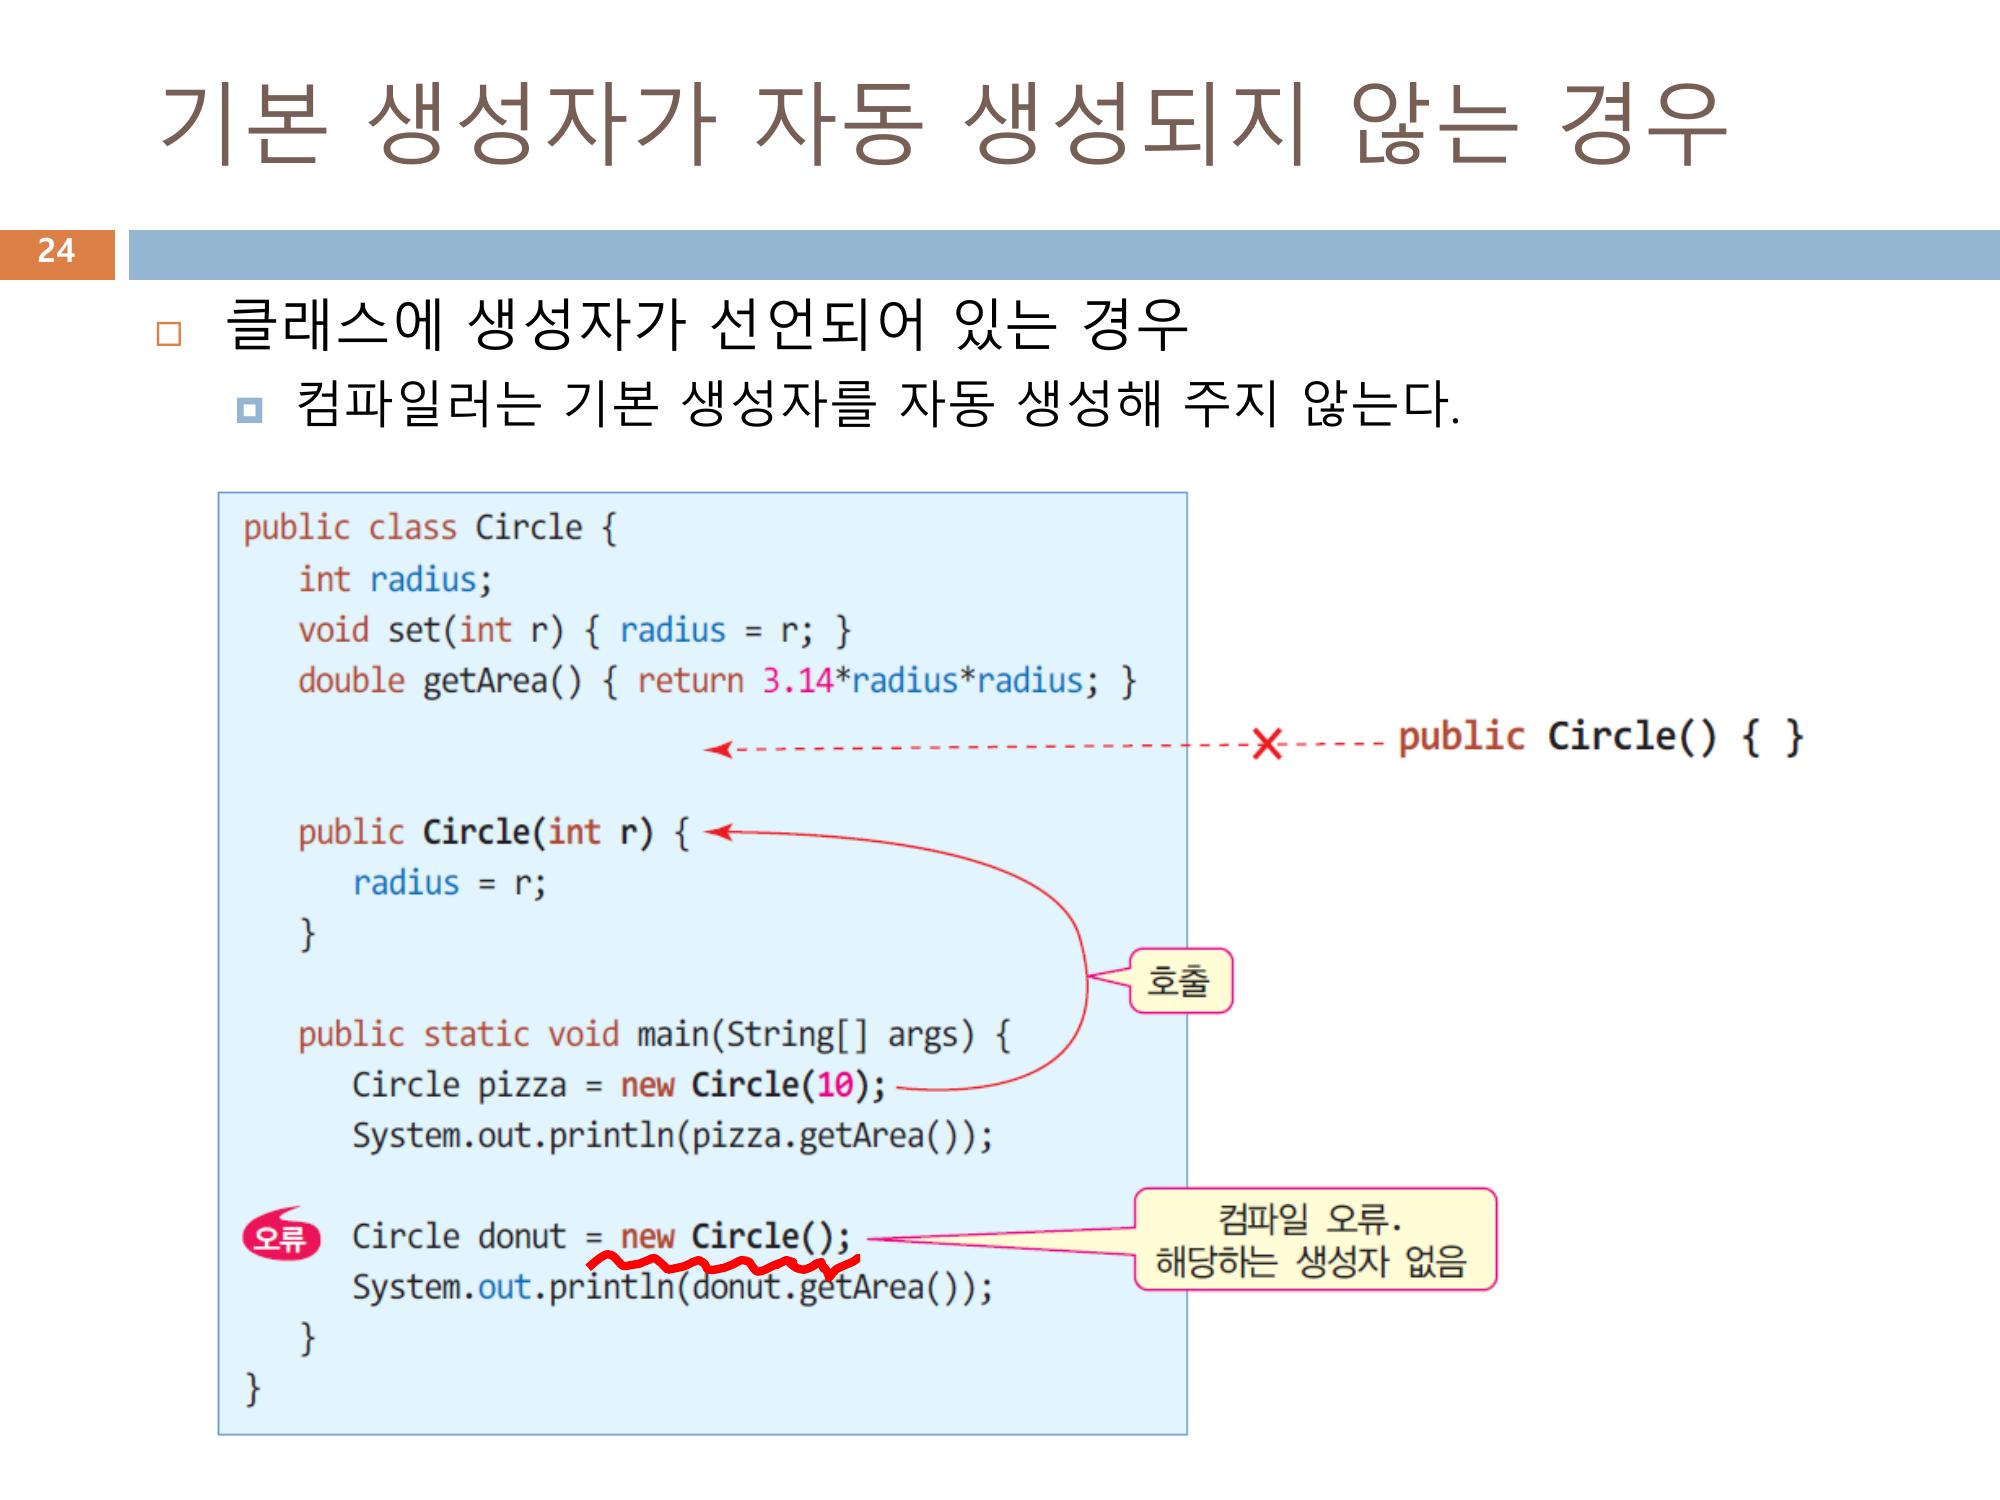 기본 생성자가 자동 생성되지 않는 경우
24
클래스에 생성자가 선언되어 있는 경우
컴파일러는 기본 생성자를 자동 생성해 주지 않는다.
public class Circle {
int radius;
void set(int r) { radius = r; }
double getArea() { return 3.14*radius*radius; }
public Circle() { }
public Circle(int r) {
radius = r;
}
호출
public static void main(String[] args) {
Circle pizza = new Circle(10);
System.out.println(pizza.getArea());
오류 Circle donut = new Circle();
컴파일 오류.
해당하는 생성자 없음
System.out.println(donut.getArea());
}
}